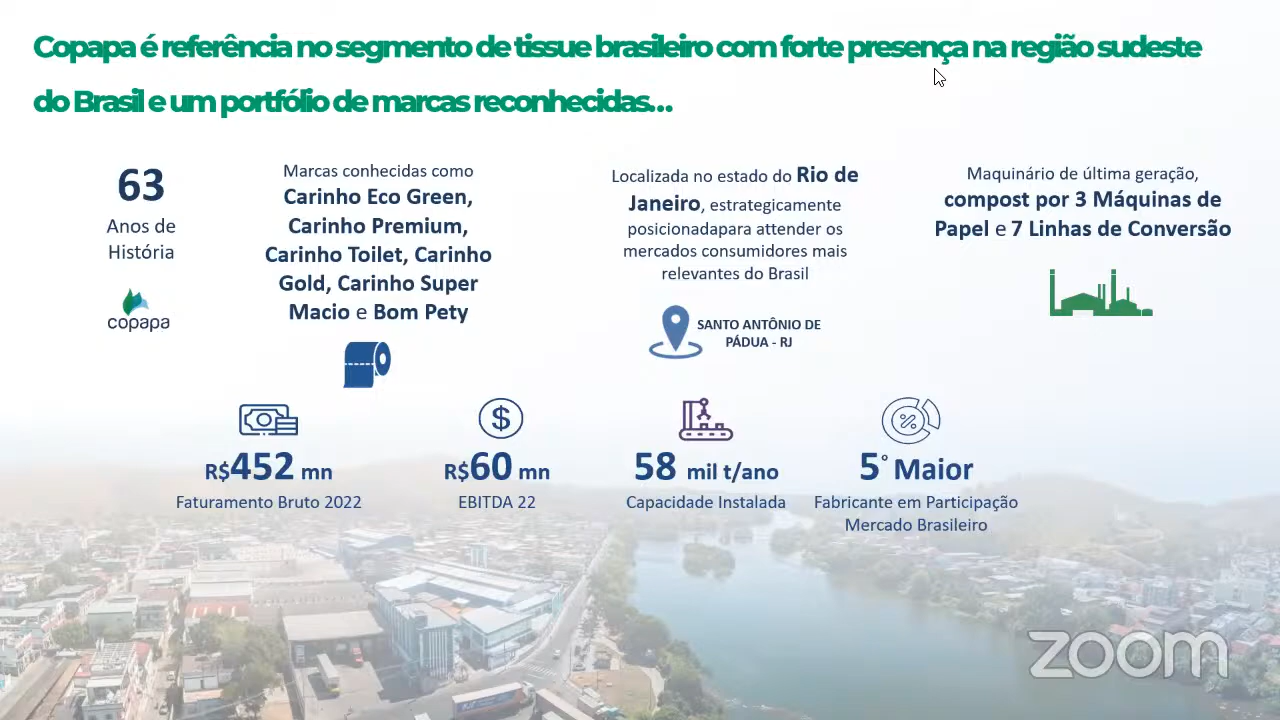 Copapa é referência no segmento de tissue brasileiro com forte presença na região sudeste
do Brasil e um portfólio de marcas reconhecidas...
63
Anos de
História
copapa
Marcas conhecidas como
Carinho Eco Green,
Carinho Premium,
Carinho Toilet, Carinho
Gold, Carinho Super
Macio e Bom Pety
Localizada no estado do Rio de
Janeiro, estrategicamente
posicionadapara attender os
mercados consumidores mais
relevantes do Brasil
SANTO ANTÔNIO DE
PÁDUA - RJ
Maquinário de última geração,
compost por 3 Máquinas de
Papel e 7 Linhas de Conversão
R$452 mn
Faturamento Bruto 2022
R$60 mn
EBITDA 22
58 mil t/ano
Capacidade Instalada
5° Maior
Fabricante em Participação
Mercado Brasileiro
zoom